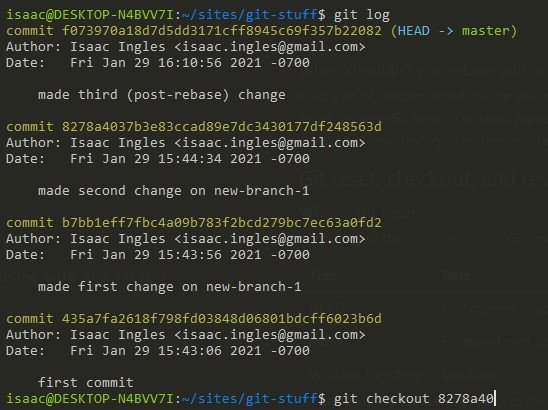 isaac@DESKTOP-N4BVV7I:~/sites/git-stuff$ git log
commit f073970a18d7d5dd3171cff8945c69f357b22082 (HEAD -> master)
Author: Isaac Ingles <isaac.ingles@gmail.com>
Date:   Fri Jan 29 16:10:56 2021 -0700
    made third (post-rebase) change
commit 8278a4037b3e83ccad89e7dc3430177df248563d
Author: Isaac Ingles <isaac.ingles@gmail.com>
Date:   Fri Jan 29 15:44:34 2021 -0700
    made second change on new-branch-1
commit b7bb1eff7fbc4a09b783f2bcd279bc7ec63a0fd2
Author: Isaac Ingles <isaac.ingles@gmail.com>
Date:   Fri Jan 29 15:43:56 2021 -0700
    made first change on new-branch-1
commit 435a7fa2618f798fd03848d06801bdcff6023b6d
Author: Isaac Ingles <isaac.ingles@gmail.com>
Date:   Fri Jan 29 15:43:06 2021 -0700
    first commit
isaac@DESKTOP-N4BVV7I:~/sites/git-stuff$ git checkout 8278a40